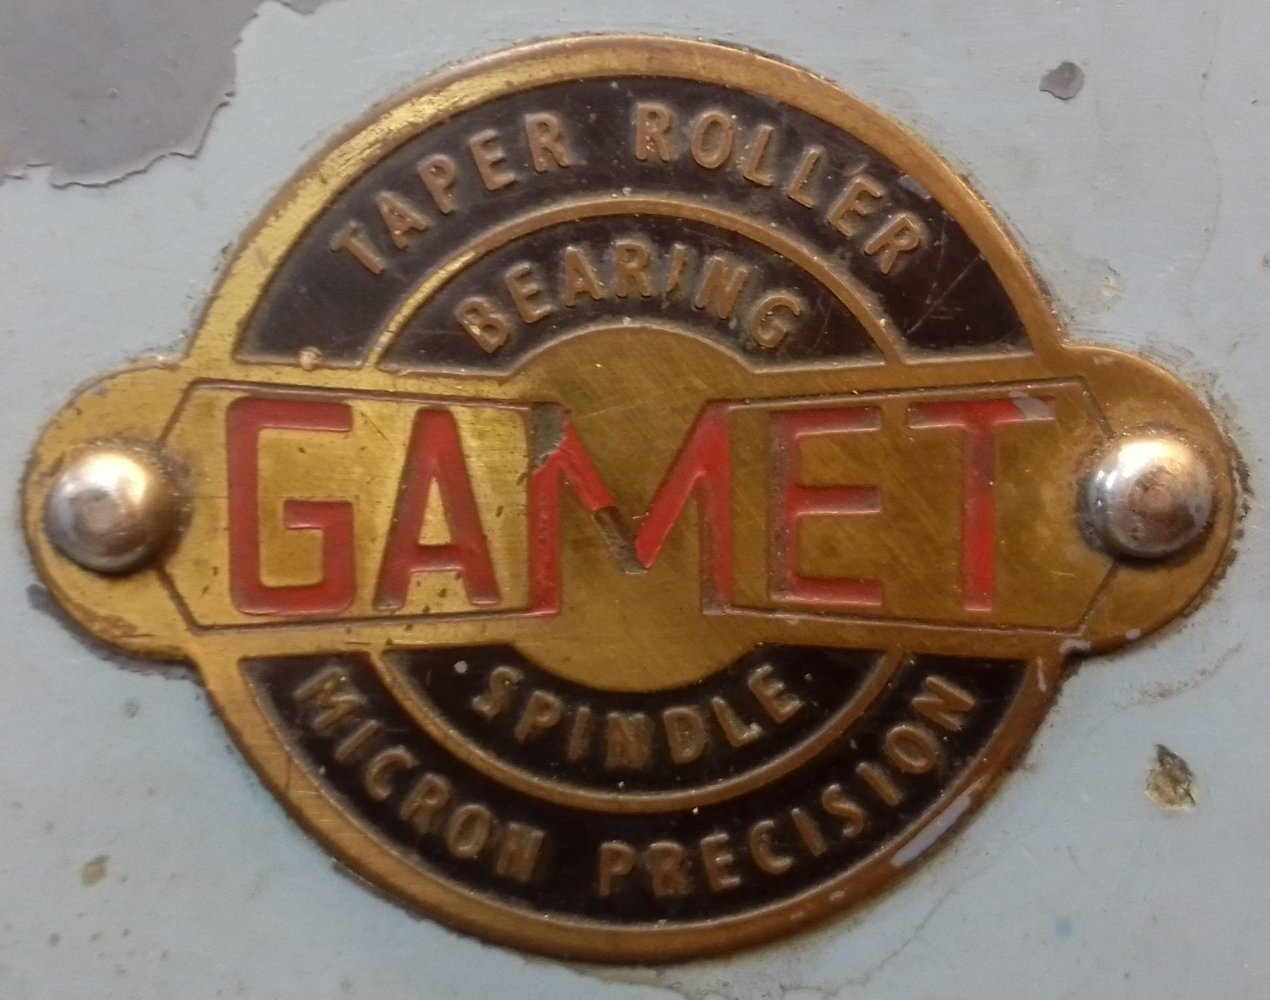 TAPER ROLLER
BEARING
GAMET
SPINDLE
MICRON PRECISION